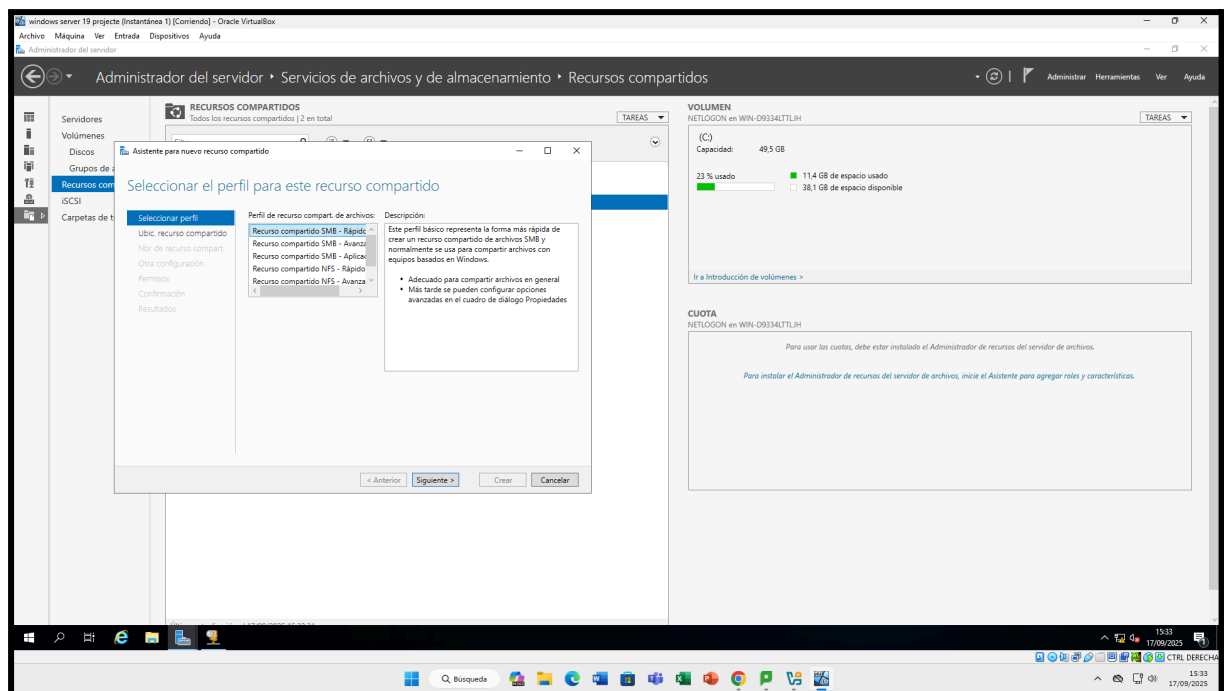 windows server 19 projecte (Instantánea 1) [Corriendo] - Oracle VirtualBox
Archivo Máquina Ver Entrada Dispositivos Ayuda
Administrador del servidor
Administrador del servidor Servicios de archivos y de almacenamiento Recursos compartidos
Administrar Herramientas Ver Ayuda
Servidores
Volúmenes
Discos
Grupos de
Recursos com
iSCSI
Carpetas de t
RECURSOS COMPARTIDOS
Todos los recursos compartidos | 2 en total
TAREAS
Asistente para nuevo recurso compartido
Seleccionar el perfil para este recurso compartido
Seleccionar perfil
Ubic. recurso compartido
Nbr de recurso compart.
Otra configuración
Permisos
Confirmación
Resultados
Perfil de recurso compart. de archivos:
Recurso compartido SMB - Rápido
Recurso compartido SMB - Avanza
Recurso compartido SMB - Aplicac
Recurso compartido NFS - Rápido
Recurso compartido NFS - Avanza
Descripción:
Este perfil básico representa la forma más rápida de
crear un recurso compartido de archivos SMB y
normalmente se usa para compartir archivos con
equipos basados en Windows.
• Adecuado para compartir archivos en general
• Más tarde se pueden configurar opciones
avanzadas en el cuadro de diálogo Propiedades
< Anterior Siguiente > Crear Cancelar
VOLUMEN
NETLOGON en WIN-D9334LTTLJH
TAREAS
(C:)
Capacidad: 49,5 GB
23 % usado
11,4 GB de espacio usado
38,1 GB de espacio disponible
Ir a Introducción de volúmenes >
CUOTA
NETLOGON en WIN-D9334LTTLJH
Para usar las cuotas, debe estar instalado el Administrador de recursos del servidor de archivos.
Para instalar el Administrador de recursos del servidor de archivos, inicie el Asistente para agregar roles y características.
15:33
17/09/2025
CTRL DERECHA
Búsqueda
15:33
17/09/2025